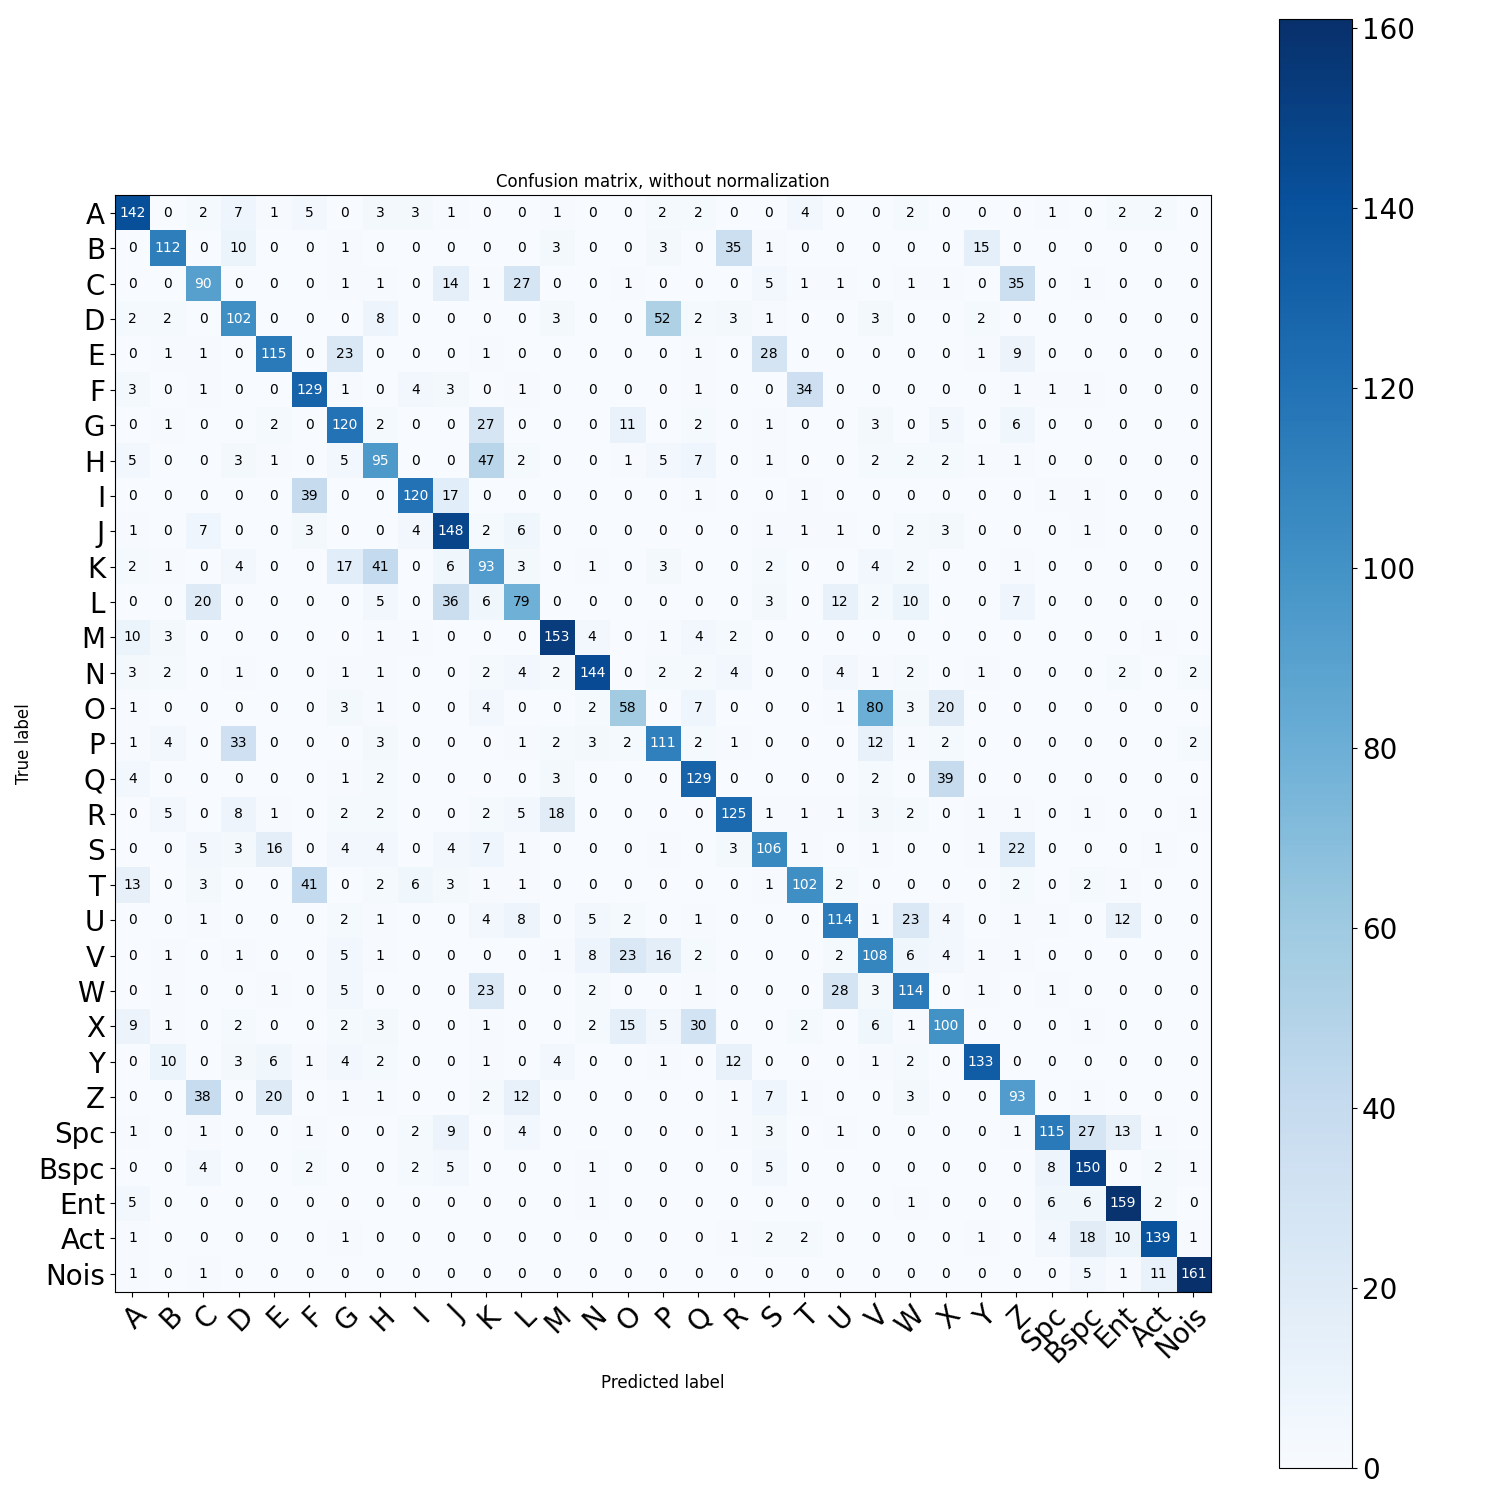 Confusion matrix, without normalization
A 142 0 2 7 1 5 0 3 3 1 0 0 1 0 0 2 2 0 0 4 0 0 2 0 0 0 1 0 2 2 0
B 0 112 0 10 0 0 1 0 0 0 0 0 3 0 0 3 0 35 1 0 0 0 0 0 15 0 0 0 0 0 0
C 0 0 90 0 0 0 1 1 0 14 1 27 0 0 1 0 0 0 5 1 1 0 1 1 0 35 0 1 0 0 0
D 2 2 0 102 0 0 0 8 0 0 0 0 3 0 0 52 2 3 1 0 0 3 0 0 2 0 0 0 0 0 0
E 0 1 1 0 115 0 23 0 0 0 1 0 0 0 0 0 1 0 28 0 0 0 0 0 1 9 0 0 0 0 0
F 3 0 1 0 0 129 1 0 4 3 0 1 0 0 0 0 1 0 0 34 0 0 0 0 0 1 1 1 0 0 0
G 0 1 0 0 2 0 120 2 0 0 27 0 0 0 11 0 2 0 1 0 0 3 0 5 0 6 0 0 0 0 0
H 5 0 0 3 1 0 5 95 0 0 47 2 0 0 1 5 7 0 1 0 0 2 2 2 1 1 0 0 0 0 0
I 0 0 0 0 0 39 0 0 120 17 0 0 0 0 0 0 1 0 0 1 0 0 0 0 0 0 1 1 0 0 0
J 1 0 7 0 0 3 0 0 4 148 2 6 0 0 0 0 0 0 1 1 1 0 2 3 0 0 0 1 0 0 0
K 2 1 0 4 0 0 17 41 0 6 93 3 0 1 0 3 0 0 2 0 0 4 2 0 0 1 0 0 0 0 0
L 0 0 20 0 0 0 0 5 0 36 6 79 0 0 0 0 0 0 3 0 12 2 10 0 0 7 0 0 0 0 0
M 10 3 0 0 0 0 0 1 1 0 0 0 153 4 0 1 4 2 0 0 0 0 0 0 0 0 0 0 0 1 0
N 3 2 0 1 0 0 1 1 0 0 2 4 2 144 0 2 2 4 0 0 4 1 2 0 1 0 0 0 2 0 2
O 1 0 0 0 0 0 3 1 0 0 4 0 0 2 58 0 7 0 0 0 1 80 3 20 0 0 0 0 0 0 0
P 1 4 0 33 0 0 0 3 0 0 0 1 2 3 2 111 2 1 0 0 0 12 1 2 0 0 0 0 0 0 2
Q 4 0 0 0 0 0 1 2 0 0 0 0 3 0 0 0 129 0 0 0 0 2 0 39 0 0 0 0 0 0 0
R 0 5 0 8 1 0 2 2 0 0 2 5 18 0 0 0 0 125 1 1 1 3 2 0 1 1 0 1 0 0 1
S 0 0 5 3 16 0 4 4 0 4 7 1 0 0 0 1 0 3 106 1 0 1 0 0 1 22 0 0 0 1 0
T 13 0 3 0 0 41 0 2 6 3 1 1 0 0 0 0 0 0 1 102 2 0 0 0 0 2 0 2 1 0 0
U 0 0 1 0 0 0 2 1 0 0 4 8 0 5 2 0 1 0 0 0 114 1 23 4 0 1 1 0 12 0 0
V 0 1 0 1 0 0 5 1 0 0 0 0 1 8 23 16 2 0 0 0 2 108 6 4 1 1 0 0 0 0 0
W 0 1 0 0 1 0 5 0 0 0 23 0 0 2 0 0 1 0 0 0 28 3 114 0 1 0 1 0 0 0 0
X 9 1 0 2 0 0 2 3 0 0 1 0 0 2 15 5 30 0 0 2 0 6 1 100 0 0 0 1 0 0 0
Y 0 10 0 3 6 1 4 2 0 0 1 0 4 0 0 1 0 12 0 0 0 1 2 0 133 0 0 0 0 0 0
Z 0 0 38 0 20 0 1 1 0 0 2 12 0 0 0 0 0 1 7 1 0 0 3 0 0 93 0 1 0 0 0
Spc 1 0 1 0 0 1 0 0 2 9 0 4 0 0 0 0 0 1 3 0 1 0 0 0 0 1 115 27 13 1 0
Bspc 0 0 4 0 0 2 0 0 2 5 0 0 0 1 0 0 0 0 5 0 0 0 0 0 0 0 8 150 0 2 1
Ent 5 0 0 0 0 0 0 0 0 0 0 0 0 1 0 0 0 0 0 0 0 0 1 0 0 0 6 6 159 2 0
Act 1 0 0 0 0 0 1 0 0 0 0 0 0 0 0 0 0 1 2 2 0 0 0 0 1 0 4 18 10 139 1
Nois 1 0 1 0 0 0 0 0 0 0 0 0 0 0 0 0 0 0 0 0 0 0 0 0 0 0 0 5 1 11 161
A B C D E F G H I J K L M N O P Q R S T U V W X Y Z Spc Bspc Ent Act Nois
Predicted label
True label
160
140
120
100
80
60
40
20
0